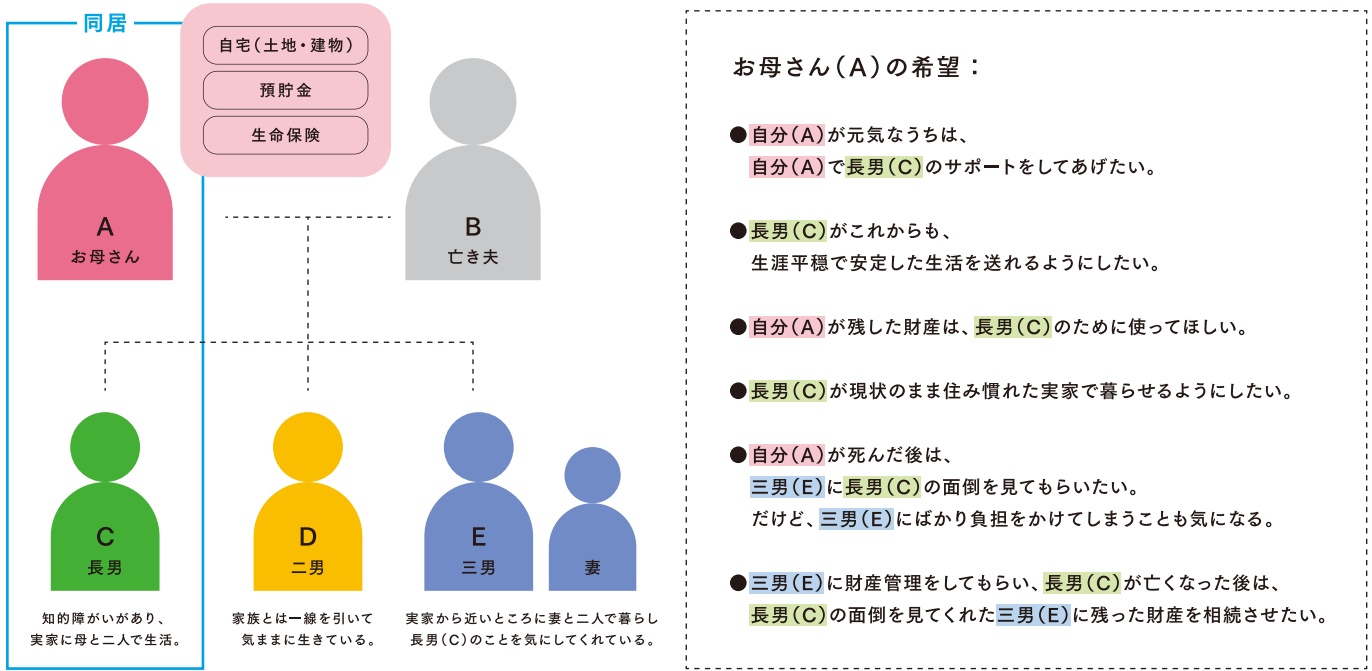 同居
自宅(土地・建物)
預貯金
生命保険
A
お母さん
B
亡き夫
C
長男
D
二男
E
三男
妻
知的障がいがあり、
実家に母と二人で生活。
家族とは一線を引いて
気ままに生きている。
実家から近いところに妻と二人で暮らし
長男(C)のことを気にしてくれている。
お母さん(A)の希望：
●自分(A)が元気なうちは、
自分(A)で長男(C)のサポートをしてあげたい。
●長男(C)がこれからも、
生涯平穏で安定した生活を送れるようにしたい。
●自分(A)が残した財産は、長男(C)のために使ってほしい。
●長男(C)が現状のまま住み慣れた実家で暮らせるようにしたい。
●自分(A)が死んだ後は、
三男(E)に長男(C)の面倒を見てもらいたい。
だけど、三男(E)にばかり負担をかけてしまうことも気になる。
●三男(E)に財産管理をしてもらい、長男(C)が亡くなった後は、
長男(C)の面倒を見てくれた三男(E)に残った財産を相続させたい。